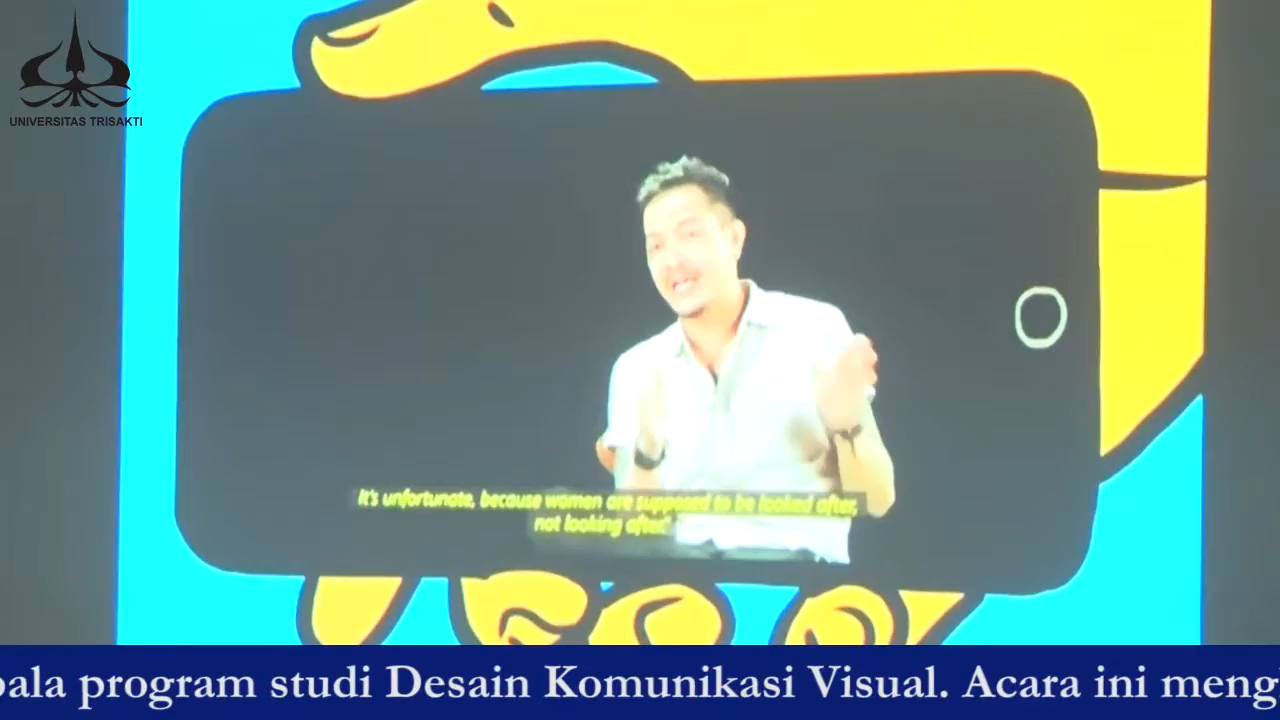 UNIVERSITAS TRISAKTI
It's unfortunate, because women are supposed to be looked after,
not looking after."
pala program studi Desain Komunikasi Visual. Acara ini meng